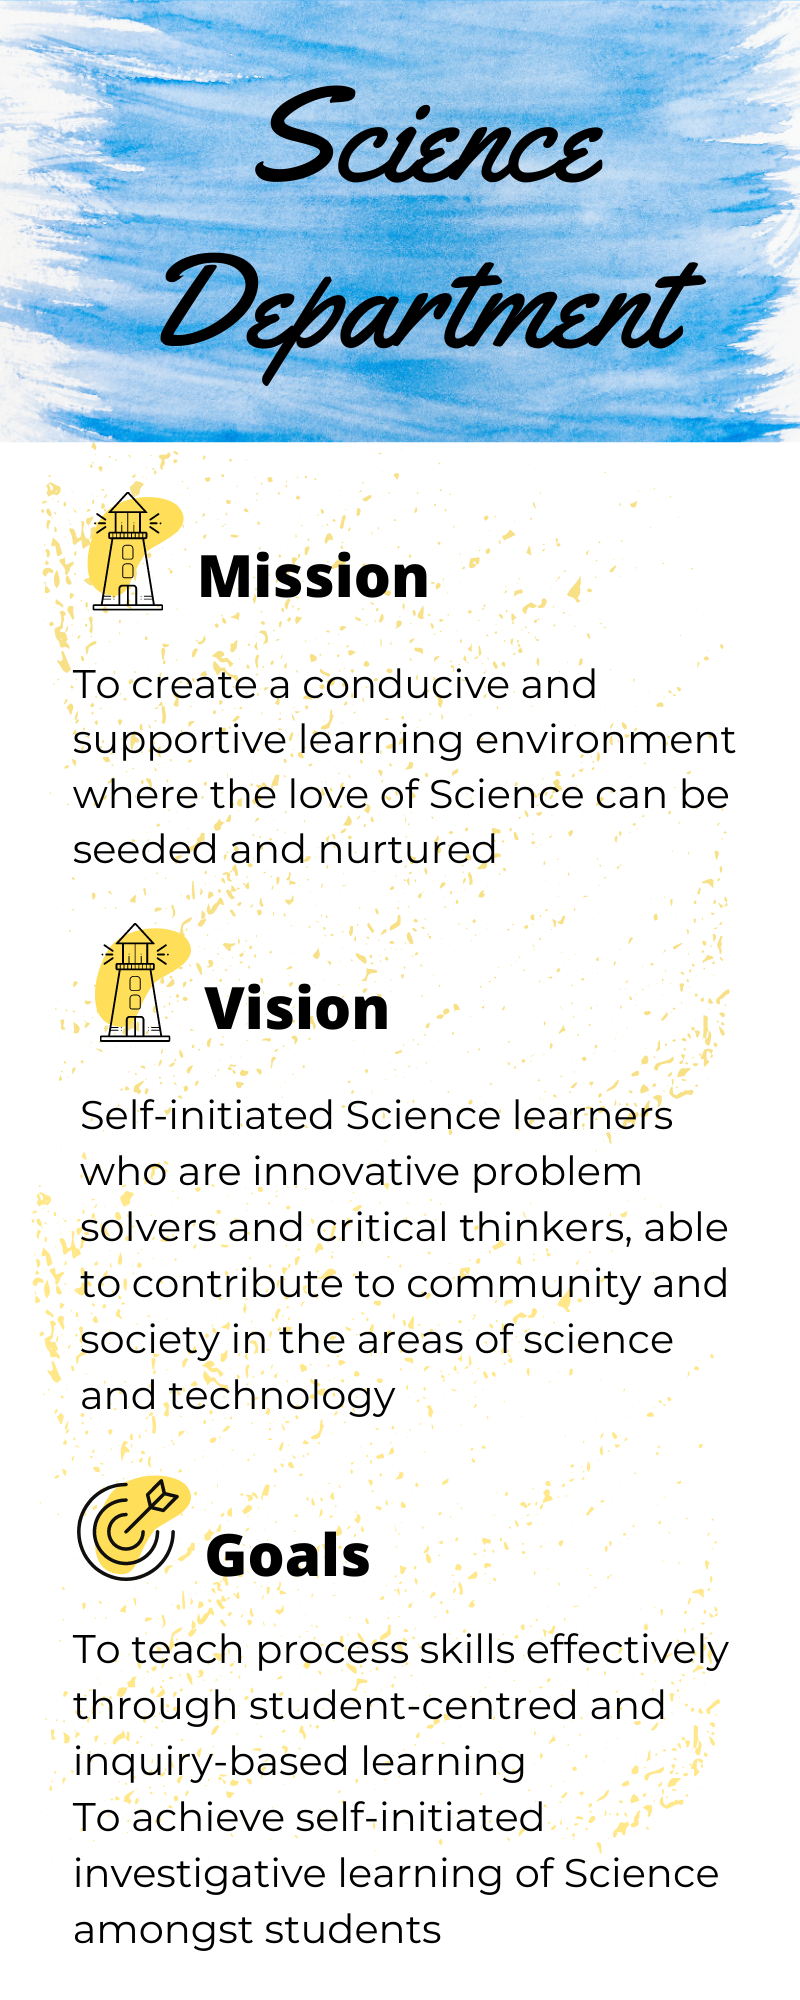 Science
Department
Mission
To create a conducive and
supportive learning environment
where the love of Science can be
seeded and nurtured
Vision
Self-initiated Science learners
who are innovative problem
solvers and critical thinkers, able
to contribute to community and
society in the areas of science
and technology
Goals
To teach process skills effectively
through student-centred and
inquiry-based learning
To achieve self-initiated
investigative learning of Science
amongst students